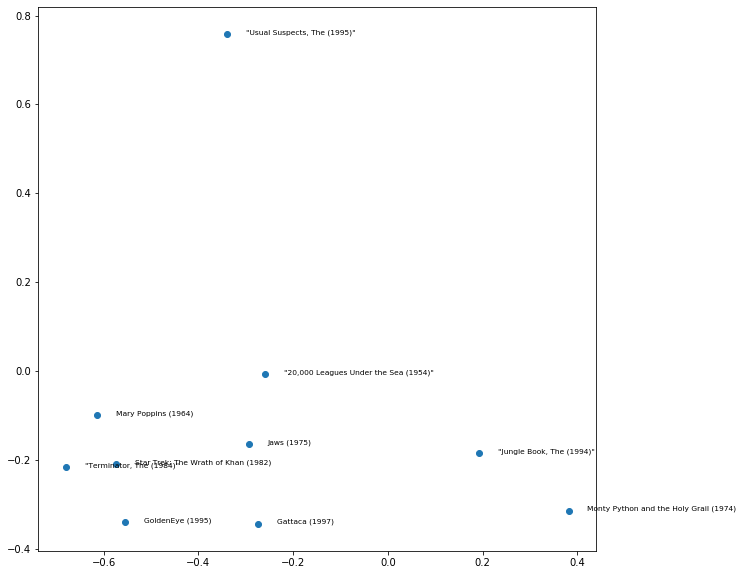 0.8
"Usual Suspects, The (1995)"
0.6
0.4
0.2
0.0
"20,000 Leagues Under the Sea (1954)"
Mary Poppins (1964)
Jaws (1975)
"Jungle Book, The (1994)"
−0.2
"Terminator, The (1984)"
Star Trek: The Wrath of Khan (1982)
Monty Python and the Holy Grail (1974)
GoldenEye (1995)
Gattaca (1997)
−0.4
−0.6 −0.4 −0.2 0.0 0.2 0.4